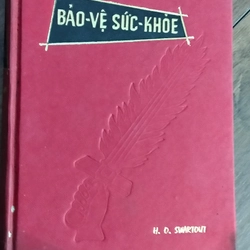 BẢO-VỆ SỨC-KHỎE
H. O. SWARTOUT